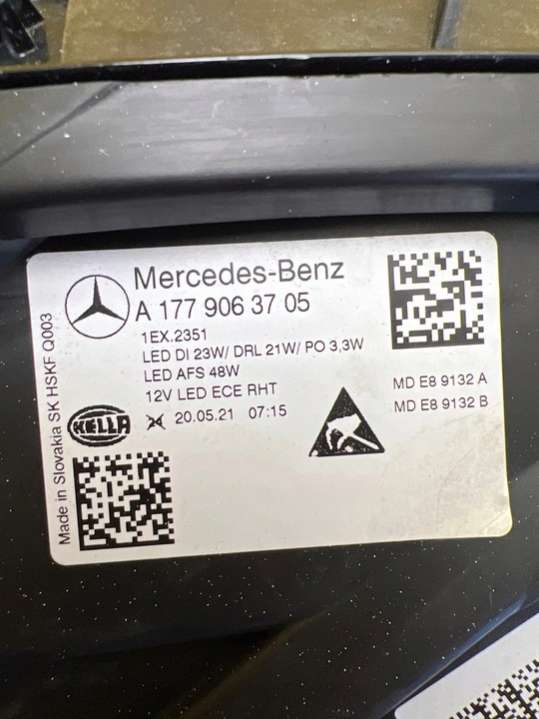 Mercedes-Benz
A 177 906 37 05
1EX.2351
LED DI 23W/ DRL 21W/ PO 3,3W
LED AFS 48W
12V LED ECE RHT
20.05.21 07:15
HELLA
MD E8 9132 A
MD E8 9132 B
Made in Slovakia SK HSKF Q003